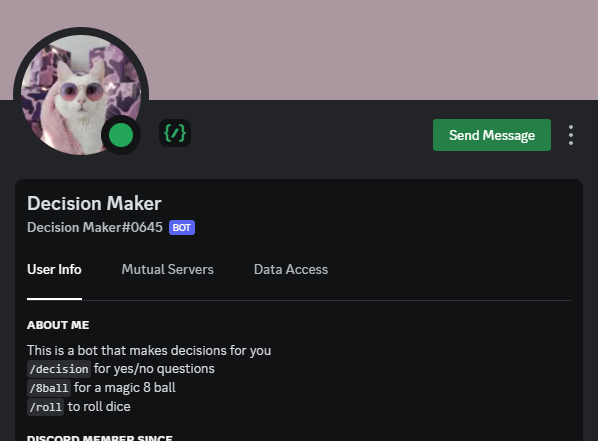 {/}
Send Message
Decision Maker
Decision Maker#0645 BOT
User Info Mutual Servers Data Access
ABOUT ME
This is a bot that makes decisions for you
/decision for yes/no questions
/8ball for a magic 8 ball
/roll to roll dice
DISCORD MEMBER SINCE